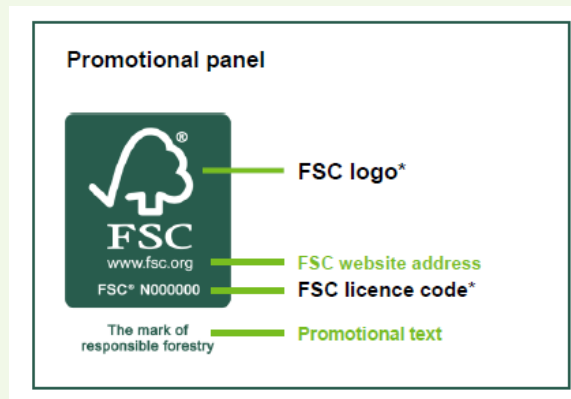 Promotional panel
®
FSC logo*
FSC
www.fsc.org
FSC website address
FSC® N000000
FSC licence code*
The mark of
responsible forestry
Promotional text